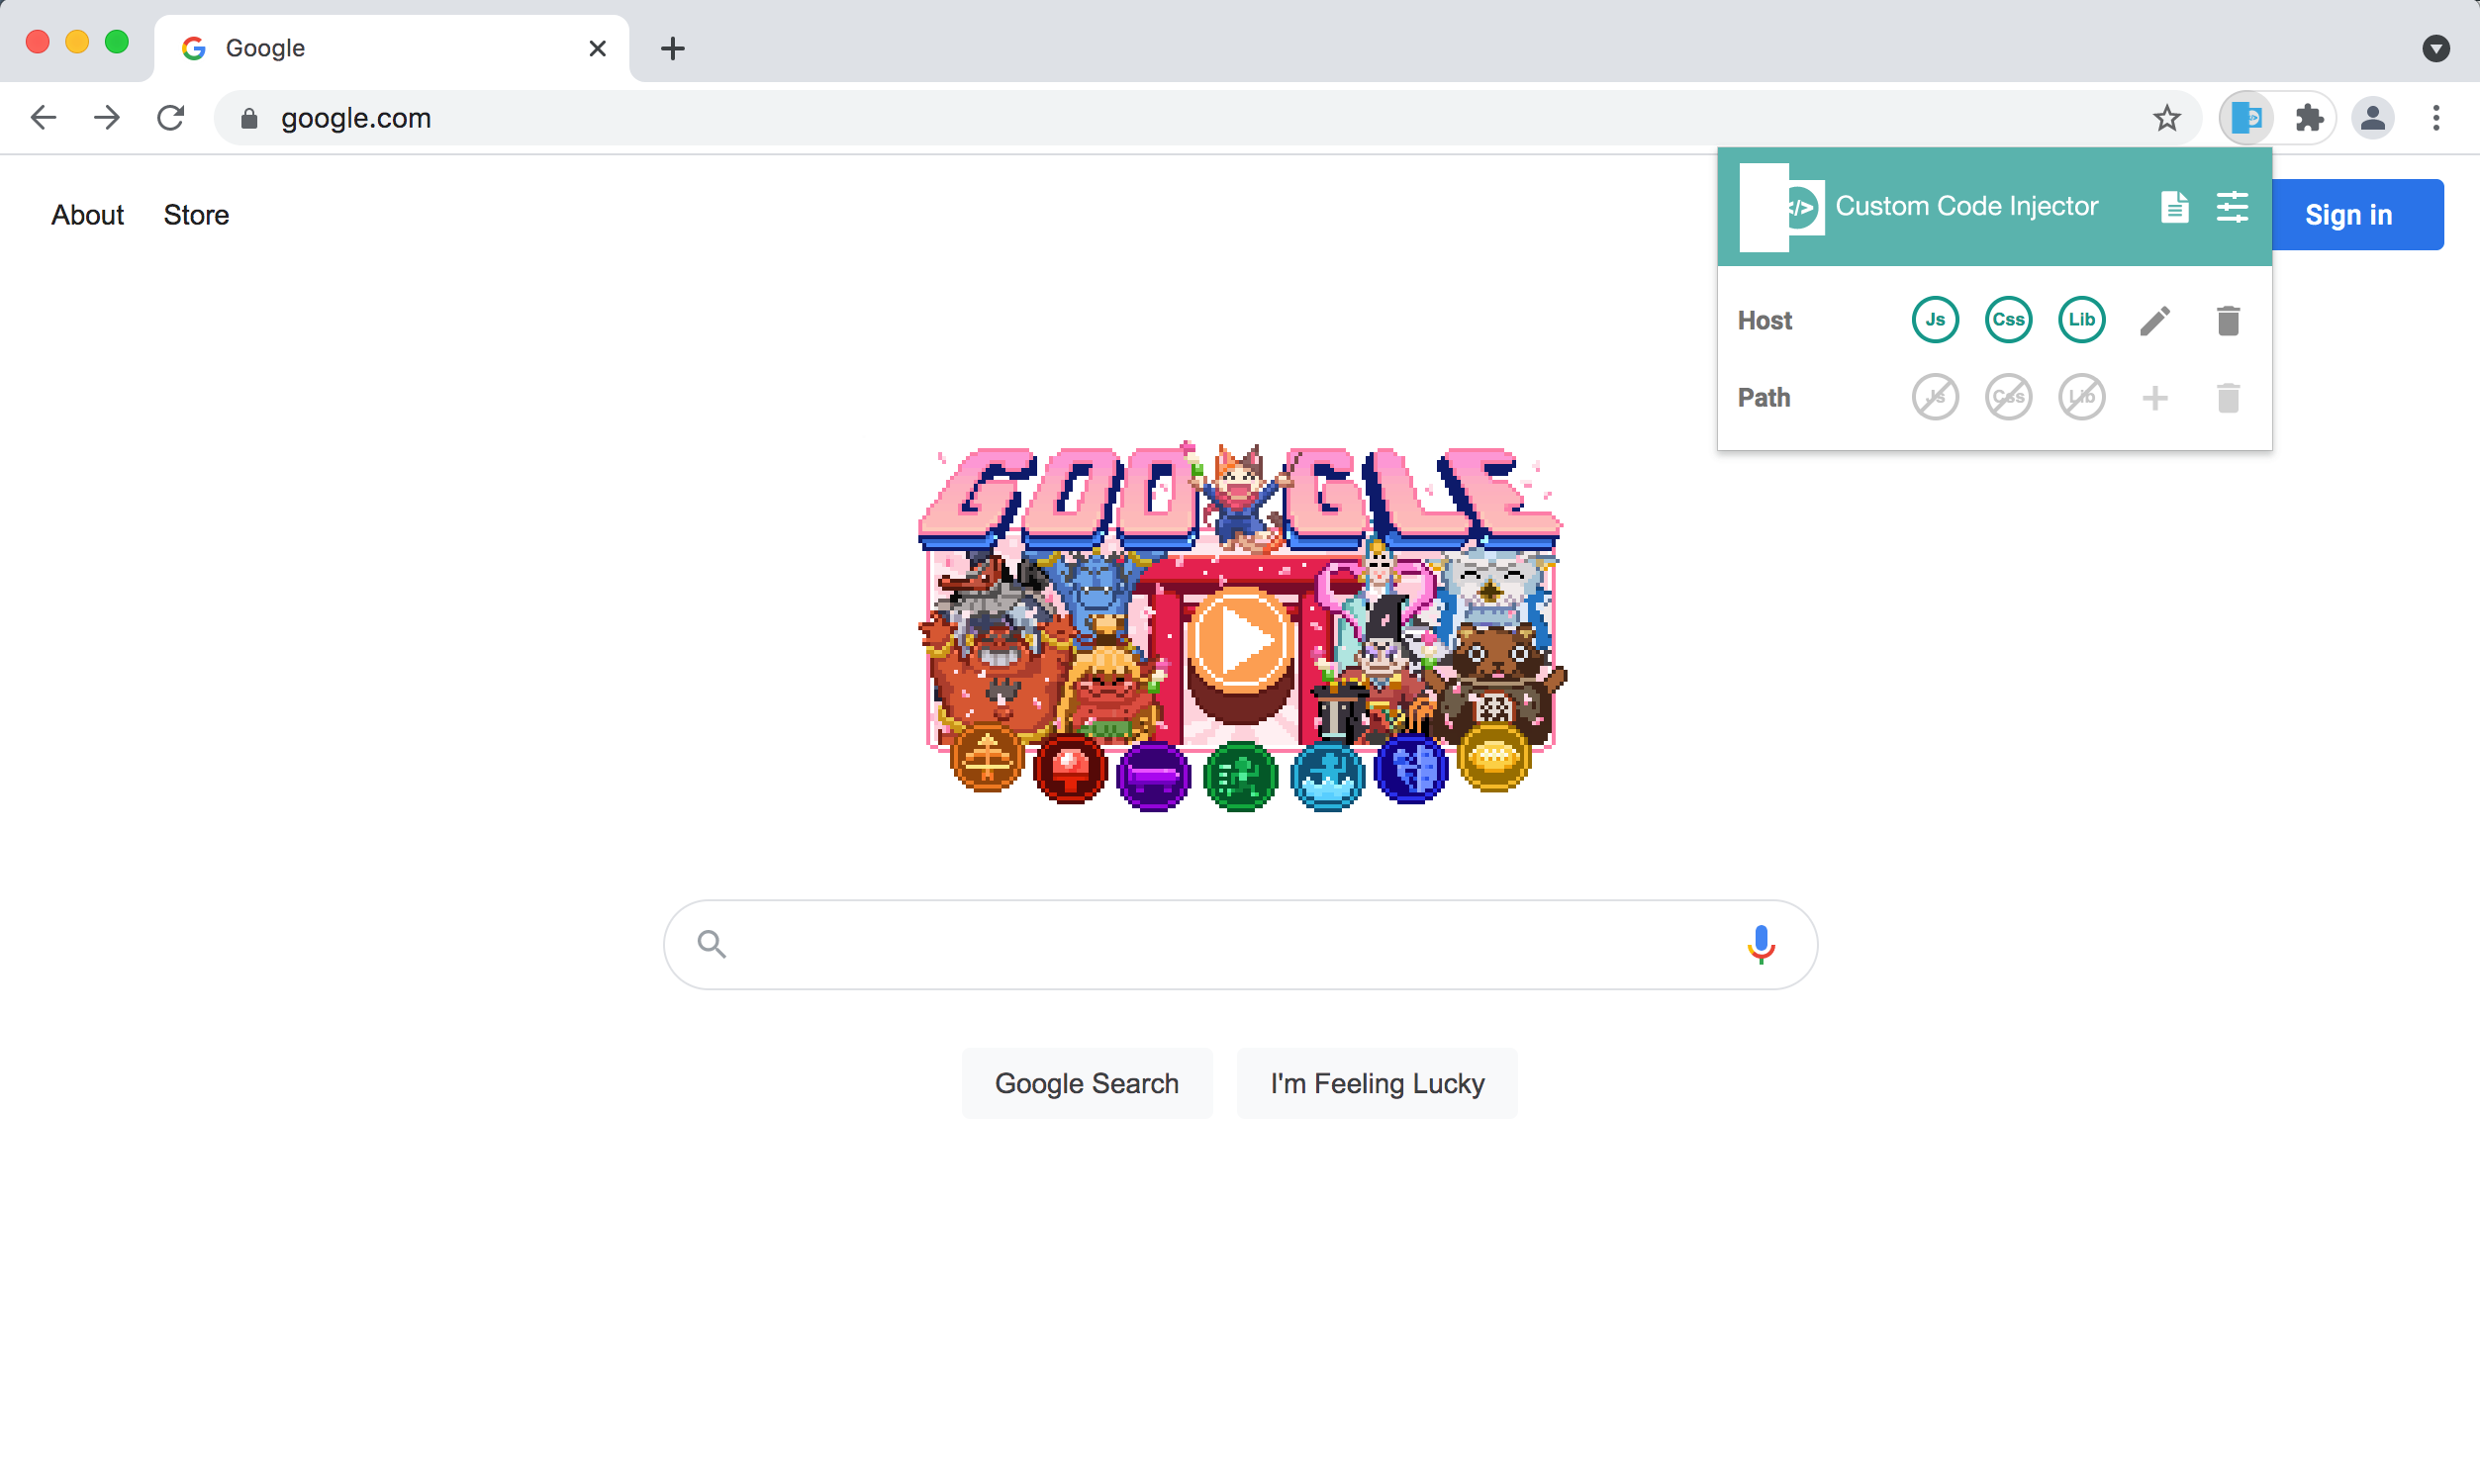 Google
google.com
About Store
</> Custom Code Injector
Sign in
Host Js Css Lib
Path Js Css Lib
GOOGLE
Google Search I'm Feeling Lucky